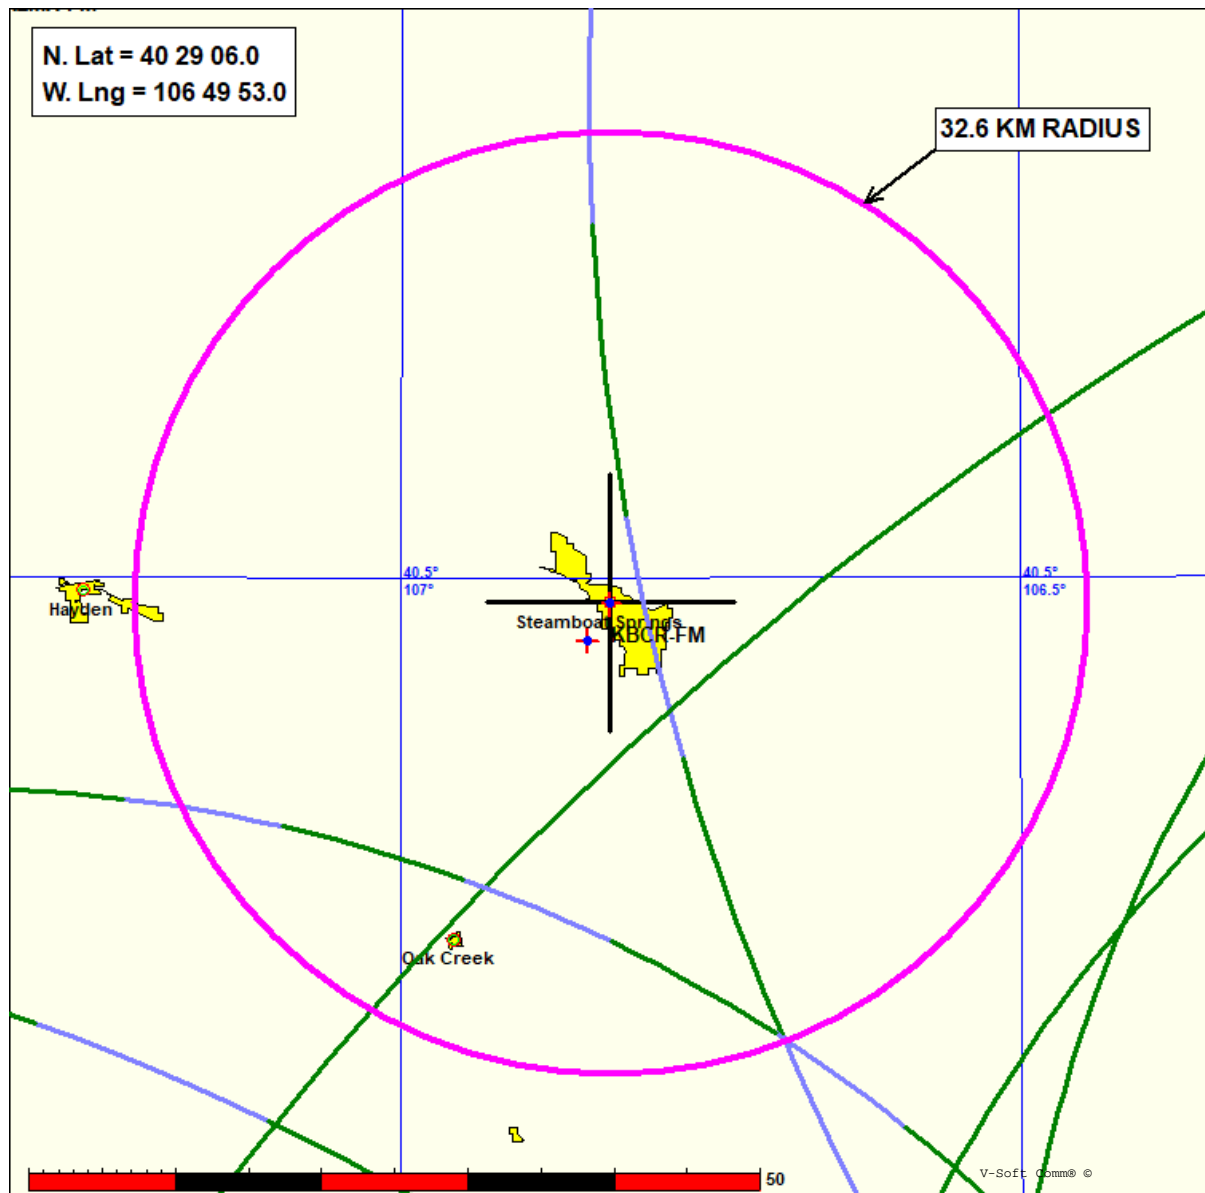 N. Lat = 40 29 06.0
W. Lng = 106 49 53.0
32.6 KM RADIUS
40.5°
107°
40.5°
106.5°
Hayden
Steamboat Springs
KBCR-FM
Oak Creek
V-Soft Comm® ©
50